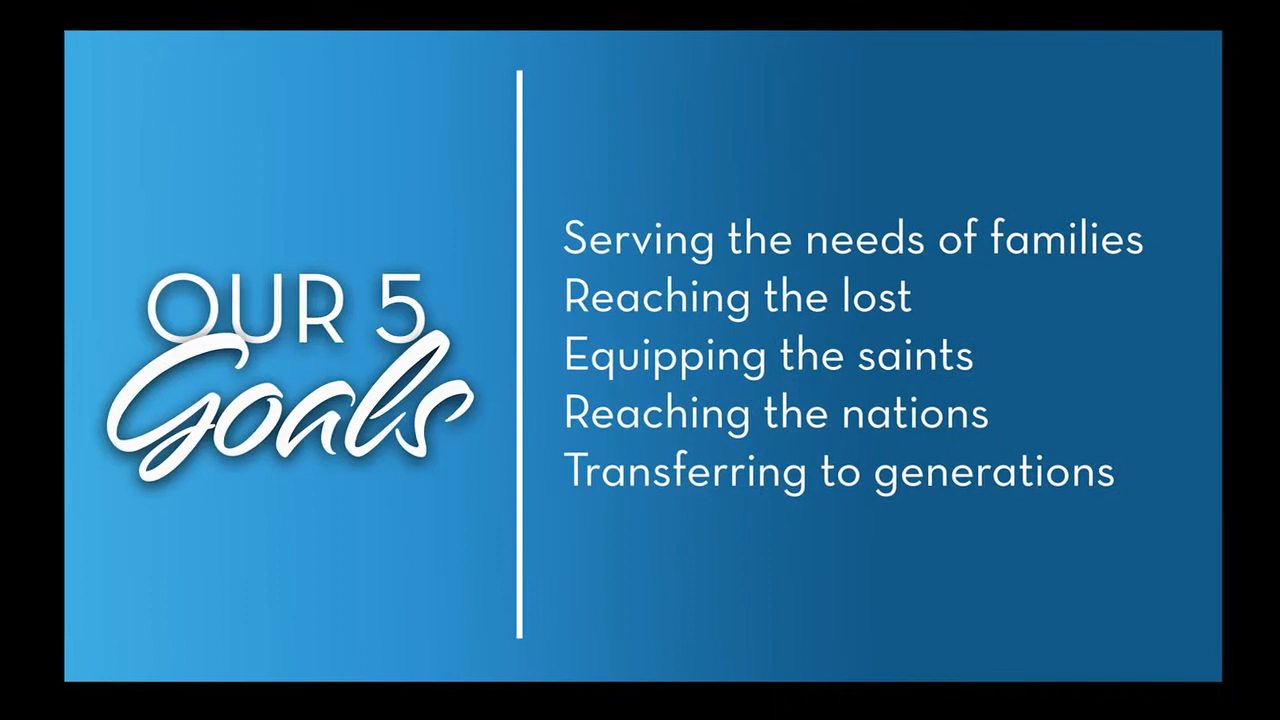 OUR 5
Goals
Serving the needs of families
Reaching the lost
Equipping the saints
Reaching the nations
Transferring to generations